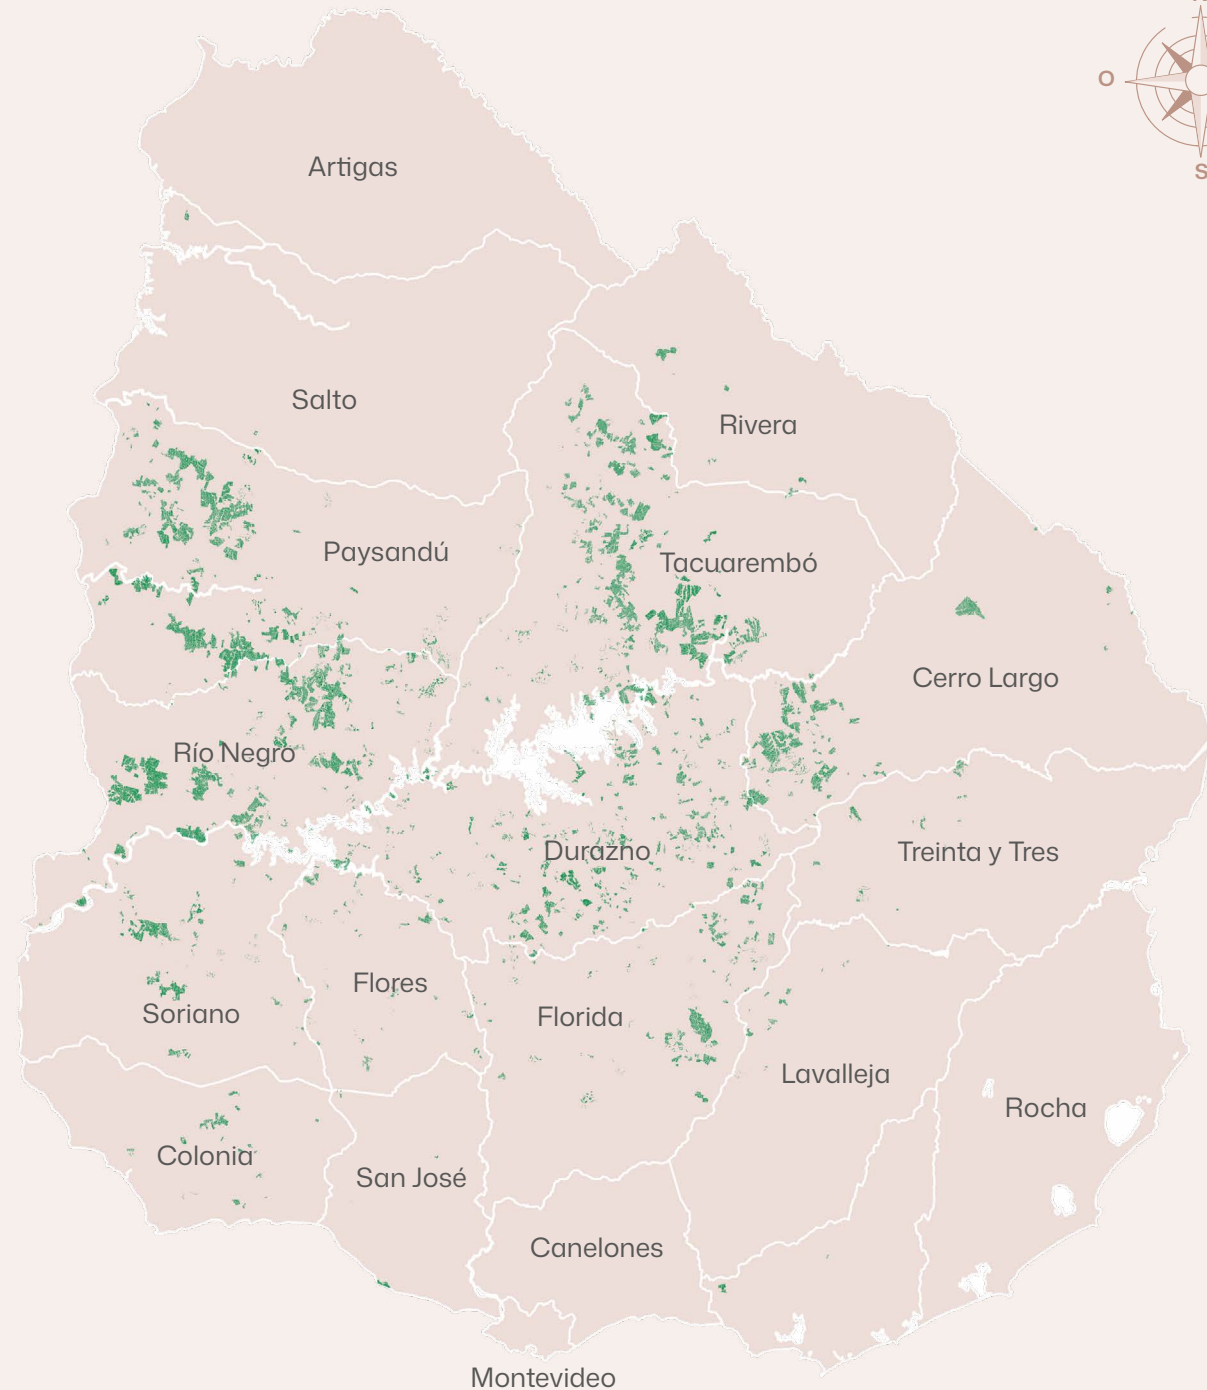 O
S
Artigas
Salto
Rivera
Paysandú
Tacuarembó
Cerro Largo
Río Negro
Durazno
Treinta y Tres
Flores
Soriano
Florida
Lavalleja
Rocha
Colonia
San José
Canelones
Montevideo